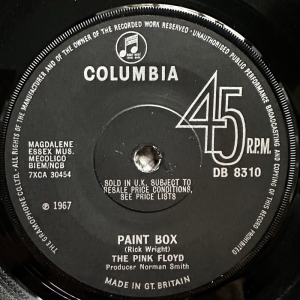 ALL RIGHTS OF THE MANUFACTURER AND OF THE OWNER OF THE RECORDED WORK RESERVED · UNAUTHORISED PUBLIC PERFORMANCE BROADCASTING AND COPYING OF THIS RECORD PROHIBITED
THE GRAMOPHONE CO. LTD.
COLUMBIA
45
R.P.M.
MAGDALENE
ESSEX MUS.
MECOLICO
BIEM/NCB
7XCA 30454
DB 8310
SOLD IN U.K. SUBJECT TO
RESALE PRICE CONDITIONS,
SEE PRICE LISTS
℗ 1967
PAINT BOX
(Rick Wright)
THE PINK FLOYD
Producer Norman Smith
MADE IN GT. BRITAIN